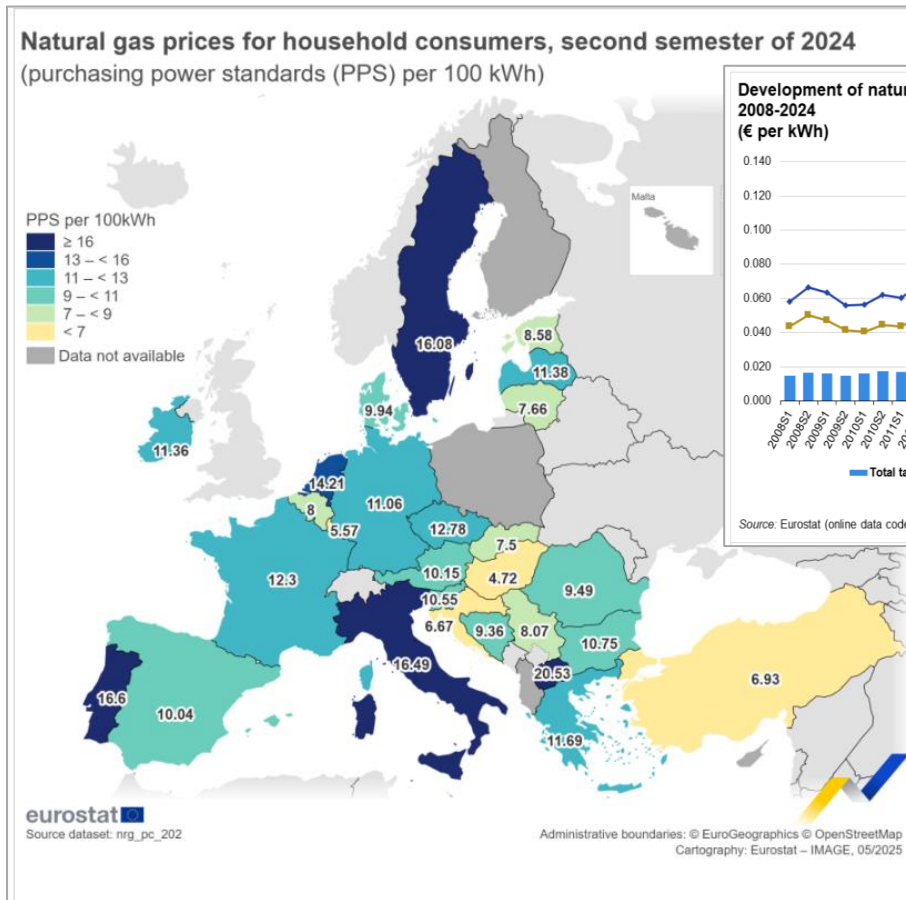 Natural gas prices for household consumers, second semester of 2024
(purchasing power standards (PPS) per 100 kWh)
Development of natur
2008-2024
(€ per kWh)
0.140
0.120
0.100
0.080
0.060
0.040
0.020
0.000
2008S1
2008S2
2009S1
2009S2
2010S1
2010S2
2011S1
Total ta
Source: Eurostat (online data code
Malta
PPS per 100kWh
≥ 16
13 – < 16
11 – < 13
9 – < 11
7 – < 9
< 7
Data not available
16.08
8.58
11.38
7.66
9.94
11.36
14.21
8
5.57
11.06
12.78
7.5
12.3
10.15
4.72
9.49
10.55
6.67
9.36
8.07
10.75
20.53
6.93
16.49
16.6
10.04
11.69
eurostat
Source dataset: nrg_pc_202
Administrative boundaries: © EuroGeographics © OpenStreetMap
Cartography: Eurostat – IMAGE, 05/2025